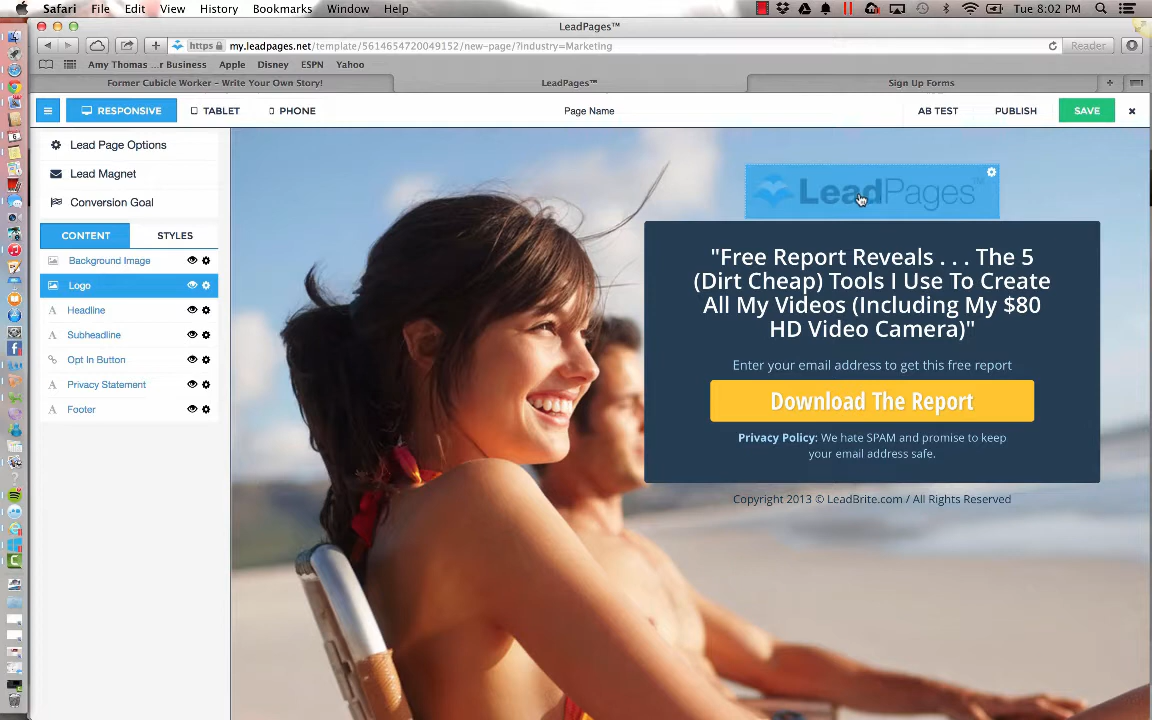 Safari File Edit View History Bookmarks Window Help Tue 8:02 PM
LeadPages™
https my.leadpages.net/template/5614654720049152/new-page/?industry=Marketing Reader
Amy Thomas ...r Business Apple Disney ESPN Yahoo
Former Cubicle Worker – Write Your Own Story! LeadPages™ Sign Up Forms
RESPONSIVE TABLET PHONE Page Name AB TEST PUBLISH SAVE
Lead Page Options
Lead Magnet
Conversion Goal
CONTENT STYLES
Background Image
Logo
Headline
Subheadline
Opt In Button
Privacy Statement
Footer
LeadPages™
"Free Report Reveals . . . The 5
(Dirt Cheap) Tools I Use To Create
All My Videos (Including My $80
HD Video Camera)"
Enter your email address to get this free report
Download The Report
Privacy Policy: We hate SPAM and promise to keep
your email address safe.
Copyright 2013 © LeadBrite.com / All Rights Reserved